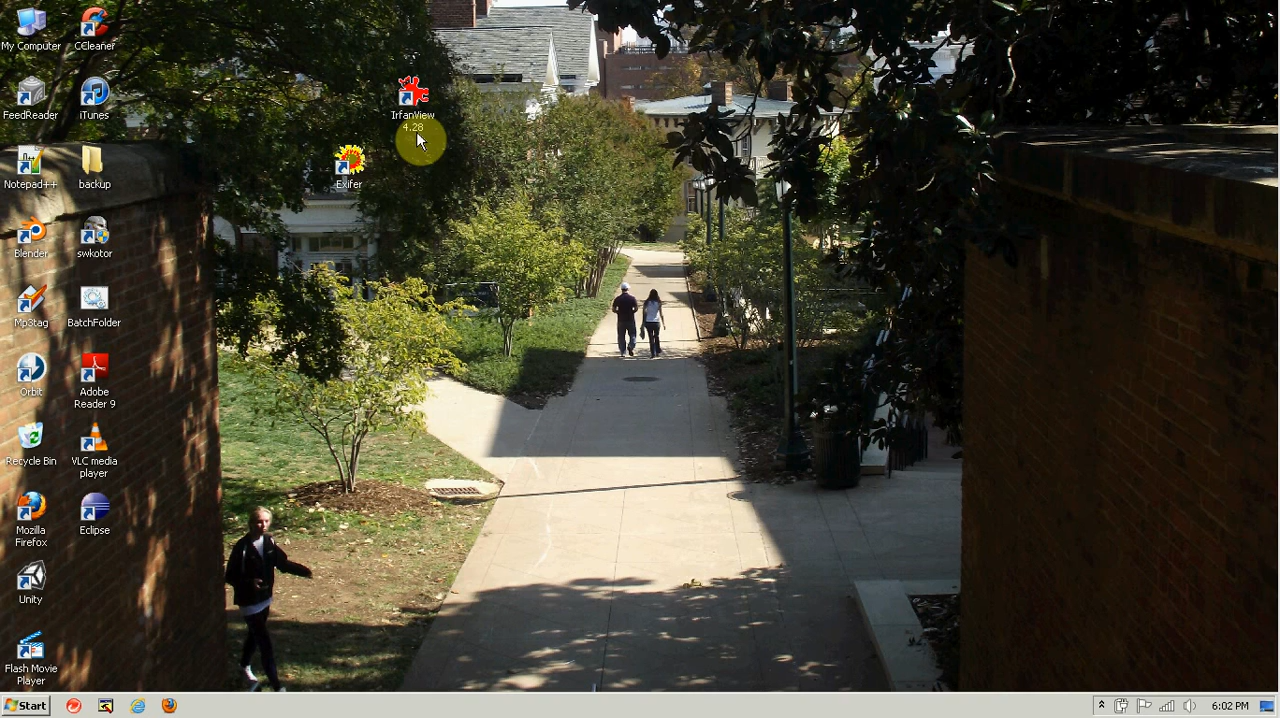 My Computer
CCleaner
FeedReader
iTunes
IrfanView
4.28
Notepad++
backup
Exifer
Blender
swkotor
Mp3tag
BatchFolder
Orbit
Adobe
Reader 9
Recycle Bin
VLC media
player
Mozilla
Firefox
Eclipse
Unity
Flash Movie
Player
Start
6:02 PM